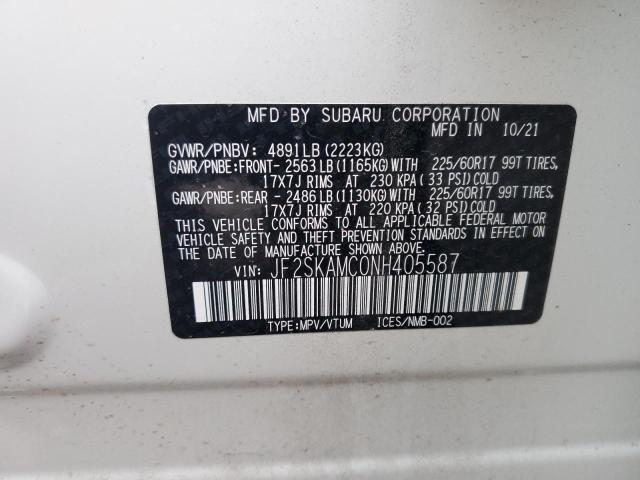 MFD BY SUBARU CORPORATION
MFD IN 10/21
GVWR/PNBV: 4891LB (2223KG)
GAWR/PNBE:FRONT- 2563LB (1165KG)WITH 225/60R17 99T TIRES,
17X7J RIMS AT 230 KPA (33 PSI)COLD
GAWR/PNBE:REAR - 2486LB (1130KG)WITH 225/60R17 99T TIRES,
17X7J RIMS AT 220 KPA (32 PSI)COLD
THIS VEHICLE CONFORMS TO ALL APPLICABLE FEDERAL MOTOR
VEHICLE SAFETY AND THEFT PREVENTION STANDARDS IN EFFECT ON
THE DATE OF MANUFACTURE SHOWN ABOVE.
VIN: JF2SKAMC0NH405587
TYPE:MPV/VTUM ICES/NMB-002